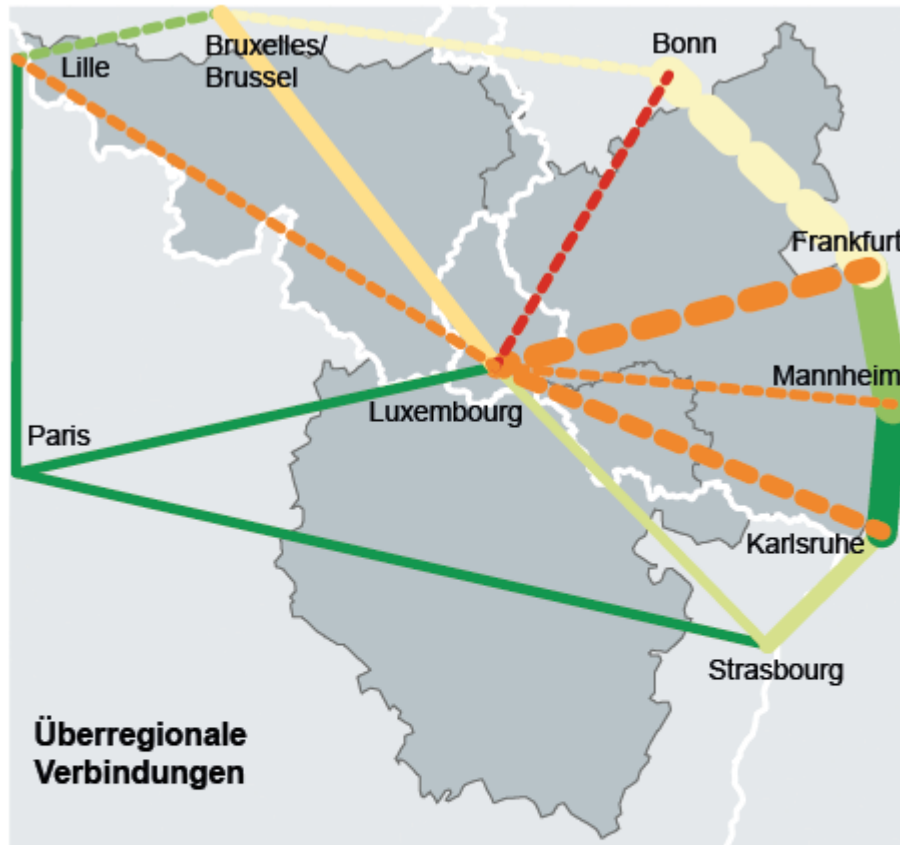 Lille
Bruxelles/
Brussel
Bonn
Frankfurt
Mannheim
Luxembourg
Paris
Karlsruhe
Strasbourg
Überregionale
Verbindungen